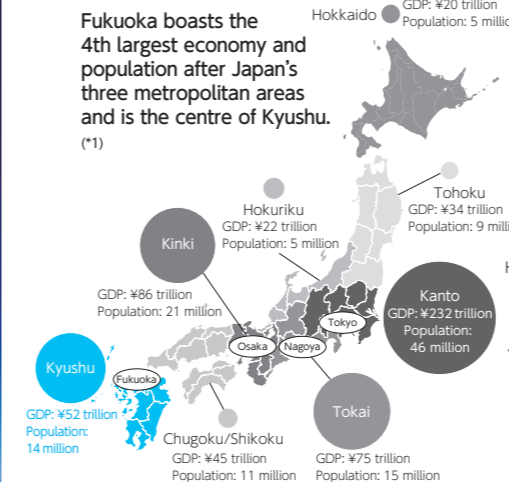 Fukuoka boasts the
4th largest economy and
population after Japan's
three metropolitan areas
and is the centre of Kyushu.
(*1)
Hokkaido
GDP: ¥20 trillion
Population: 5
Tohoku
GDP: ¥34 trillion
Population: 9
Hokuriku
GDP: ¥22 trillion
Population: 5 million
Kinki
GDP: ¥86 trillion
Population: 21 million
Kanto
GDP: ¥232 trillion
Population:
46 million
Tokyo
Osaka
Nagoya
Kyushu
Fukuoka
GDP: ¥52 trillion
Population:
14 million
Chugoku/Shikoku
GDP: ¥45 trillion
Population: 11 million
Tokai
GDP: ¥75 trillion
Population: 15 million